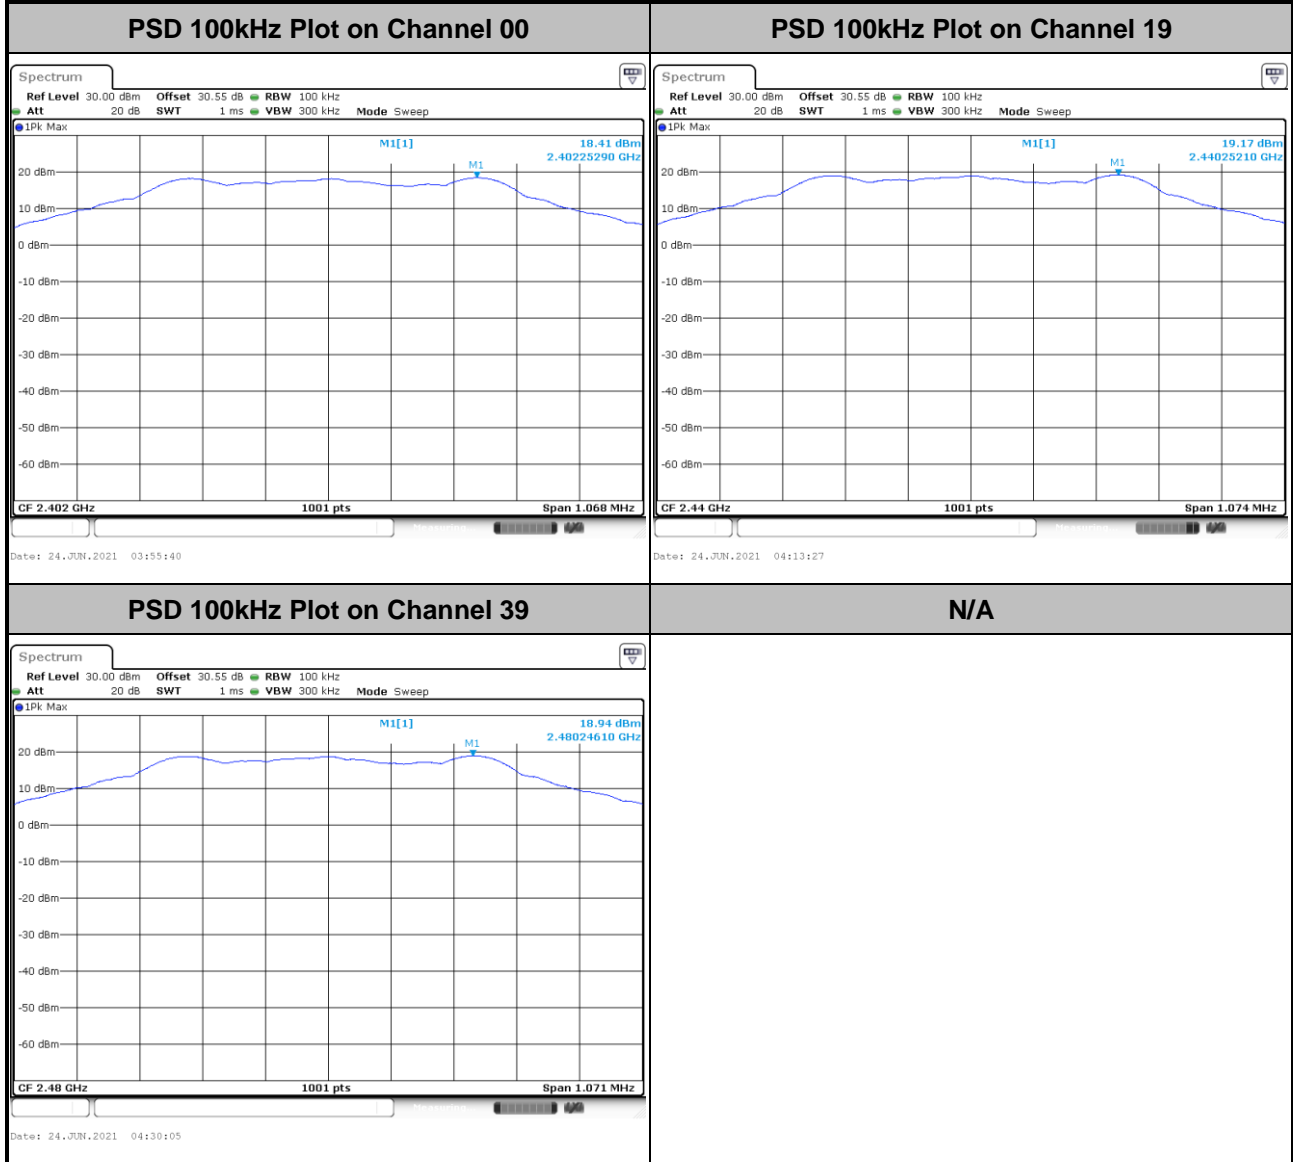 PSD 100kHz Plot on Channel 00
Spectrum
Ref Level 30.00 dBm Offset 30.55 dB RBW 100 kHz
Att 20 dB SWT 1 ms VBW 300 kHz Mode Sweep
1Pk Max
M1[1] 18.41 dBm
2.40225290 GHz
M1
20 dBm
10 dBm
0 dBm
-10 dBm
-20 dBm
-30 dBm
-40 dBm
-50 dBm
-60 dBm
CF 2.402 GHz 1001 pts Span 1.068 MHz
Measuring
Date: 24.JUN.2021 03:55:40
PSD 100kHz Plot on Channel 19
Spectrum
Ref Level 30.00 dBm Offset 30.55 dB RBW 100 kHz
Att 20 dB SWT 1 ms VBW 300 kHz Mode Sweep
1Pk Max
M1[1] 19.17 dBm
2.44025210 GHz
M1
20 dBm
10 dBm
0 dBm
-10 dBm
-20 dBm
-30 dBm
-40 dBm
-50 dBm
-60 dBm
CF 2.44 GHz 1001 pts Span 1.074 MHz
Measuring
Date: 24.JUN.2021 04:13:27
PSD 100kHz Plot on Channel 39
Spectrum
Ref Level 30.00 dBm Offset 30.55 dB RBW 100 kHz
Att 20 dB SWT 1 ms VBW 300 kHz Mode Sweep
1Pk Max
M1[1] 18.94 dBm
2.48024610 GHz
M1
20 dBm
10 dBm
0 dBm
-10 dBm
-20 dBm
-30 dBm
-40 dBm
-50 dBm
-60 dBm
CF 2.48 GHz 1001 pts Span 1.071 MHz
Measuring
Date: 24.JUN.2021 04:30:05
N/A